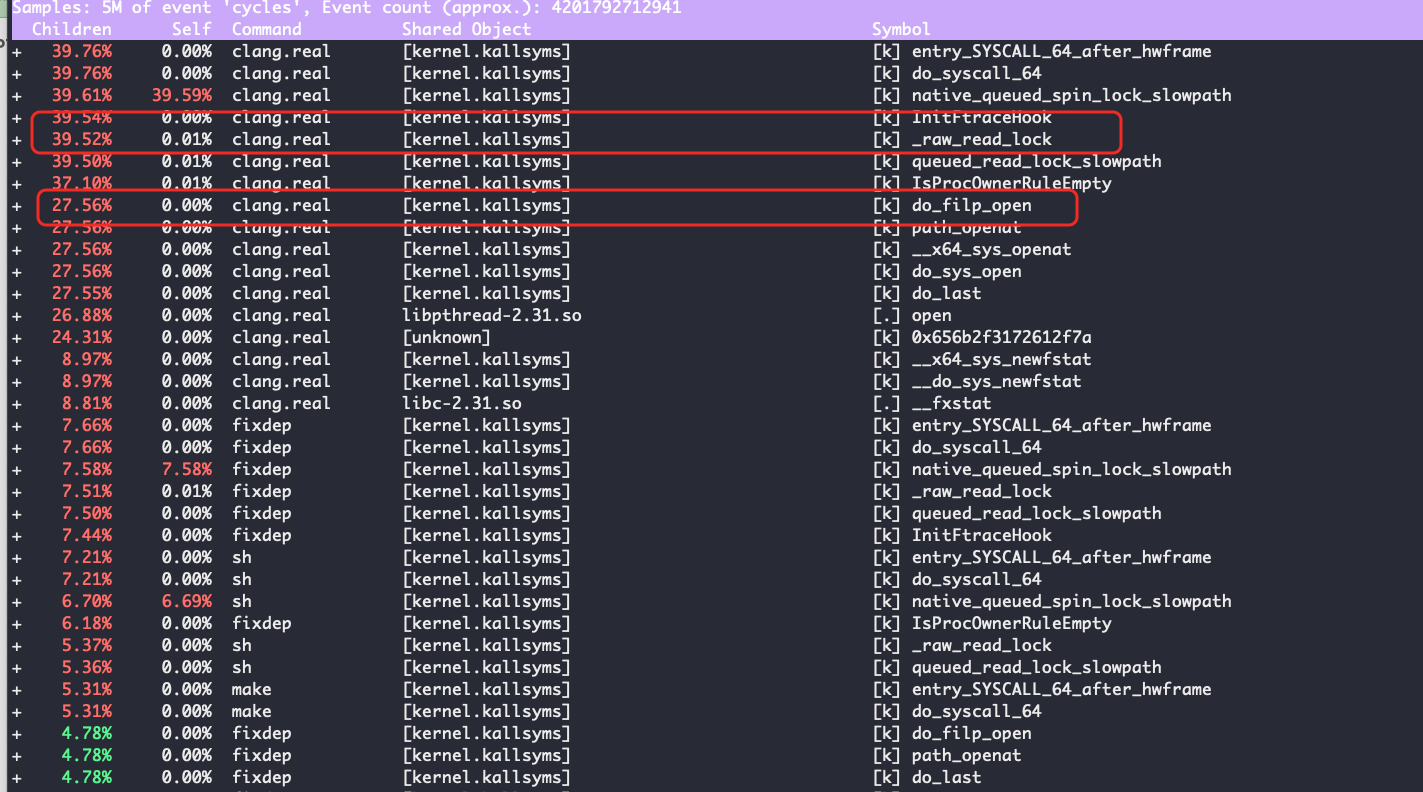 Samples: 5M of event 'cycles', Event count (approx.): 4201792712941
Children Self Command Shared Object Symbol
+ 39.76% 0.00% clang.real [kernel.kallsyms] [k] entry_SYSCALL_64_after_hwframe
+ 39.76% 0.00% clang.real [kernel.kallsyms] [k] do_syscall_64
+ 39.61% 39.59% clang.real [kernel.kallsyms] [k] native_queued_spin_lock_slowpath
+ 39.54% 0.00% clang.real [kernel.kallsyms] [k] InitFtraceHook
+ 39.52% 0.01% clang.real [kernel.kallsyms] [k] _raw_read_lock
+ 39.50% 0.01% clang.real [kernel.kallsyms] [k] queued_read_lock_slowpath
+ 37.10% 0.01% clang.real [kernel.kallsyms] [k] IsProcOwnerRuleEmpty
+ 27.56% 0.00% clang.real [kernel.kallsyms] [k] do_filp_open
+ 27.56% 0.00% clang.real [kernel.kallsyms] [k] path_openat
+ 27.56% 0.00% clang.real [kernel.kallsyms] [k] __x64_sys_openat
+ 27.56% 0.00% clang.real [kernel.kallsyms] [k] do_sys_open
+ 27.55% 0.00% clang.real [kernel.kallsyms] [k] do_last
+ 26.88% 0.00% clang.real libpthread-2.31.so [.] open
+ 24.31% 0.00% clang.real [unknown] [k] 0x656b2f3172612f7a
+ 8.97% 0.00% clang.real [kernel.kallsyms] [k] __x64_sys_newfstat
+ 8.97% 0.00% clang.real [kernel.kallsyms] [k] __do_sys_newfstat
+ 8.81% 0.00% clang.real libc-2.31.so [.] __fxstat
+ 7.66% 0.00% fixdep [kernel.kallsyms] [k] entry_SYSCALL_64_after_hwframe
+ 7.66% 0.00% fixdep [kernel.kallsyms] [k] do_syscall_64
+ 7.58% 7.58% fixdep [kernel.kallsyms] [k] native_queued_spin_lock_slowpath
+ 7.51% 0.01% fixdep [kernel.kallsyms] [k] _raw_read_lock
+ 7.50% 0.00% fixdep [kernel.kallsyms] [k] queued_read_lock_slowpath
+ 7.44% 0.00% fixdep [kernel.kallsyms] [k] InitFtraceHook
+ 7.21% 0.00% sh [kernel.kallsyms] [k] entry_SYSCALL_64_after_hwframe
+ 7.21% 0.00% sh [kernel.kallsyms] [k] do_syscall_64
+ 6.70% 6.69% sh [kernel.kallsyms] [k] native_queued_spin_lock_slowpath
+ 6.18% 0.00% fixdep [kernel.kallsyms] [k] IsProcOwnerRuleEmpty
+ 5.37% 0.00% sh [kernel.kallsyms] [k] _raw_read_lock
+ 5.36% 0.00% sh [kernel.kallsyms] [k] queued_read_lock_slowpath
+ 5.31% 0.00% make [kernel.kallsyms] [k] entry_SYSCALL_64_after_hwframe
+ 5.31% 0.00% make [kernel.kallsyms] [k] do_syscall_64
+ 4.78% 0.00% fixdep [kernel.kallsyms] [k] do_filp_open
+ 4.78% 0.00% fixdep [kernel.kallsyms] [k] path_openat
+ 4.78% 0.00% fixdep [kernel.kallsyms] [k] do_last